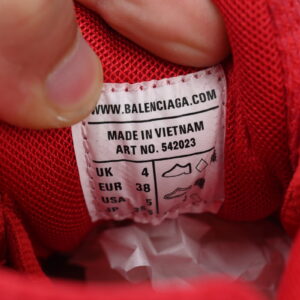 WWW.BALENCIAGA.COM
MADE IN VIETNAM
ART NO. 542023
UK 4
EUR 38
USA 5